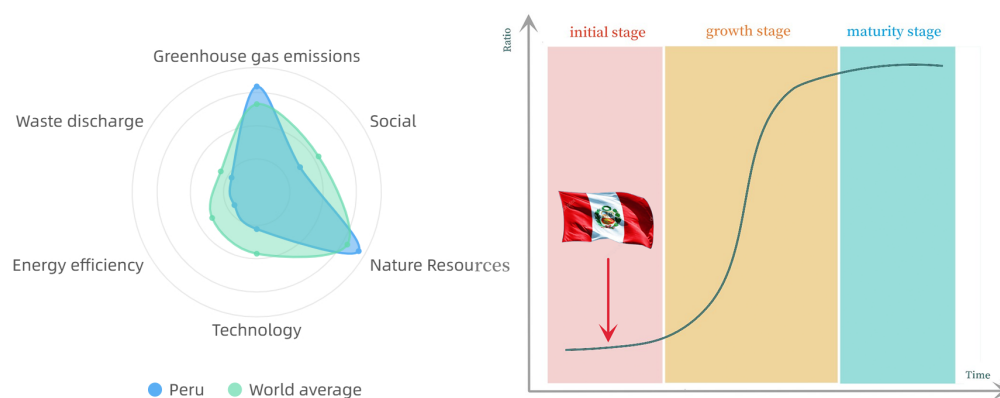 Greenhouse gas emissions
Waste discharge
Social
Energy efficiency
Nature Resources
Technology
Peru
World average
Ratio
initial stage
growth stage
maturity stage
Time